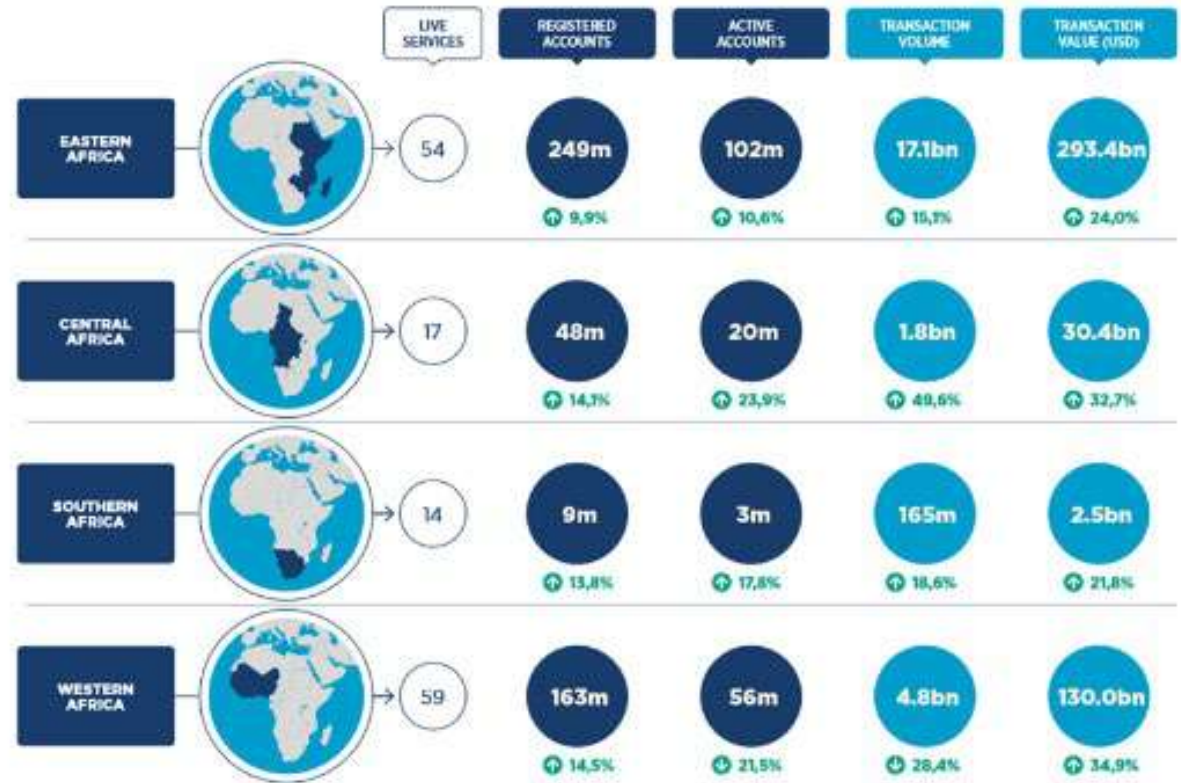 LIVE
SERVICES
REGISTERED
ACCOUNTS
ACTIVE
ACCOUNTS
TRANSACTION
VOLUME
TRANSACTION
VALUE (USD)
EASTERN
AFRICA
54
249m
102m
17.1bn
293.4bn
9,9%
10,6%
15,1%
24,0%
CENTRAL
AFRICA
17
48m
20m
1.8bn
30.4bn
14,1%
23,9%
49,6%
32,7%
SOUTHERN
AFRICA
14
9m
3m
165m
2.5bn
13,8%
17,8%
18,6%
21,8%
WESTERN
AFRICA
59
163m
56m
4.8bn
130.0bn
14,5%
21,5%
28,4%
34,9%